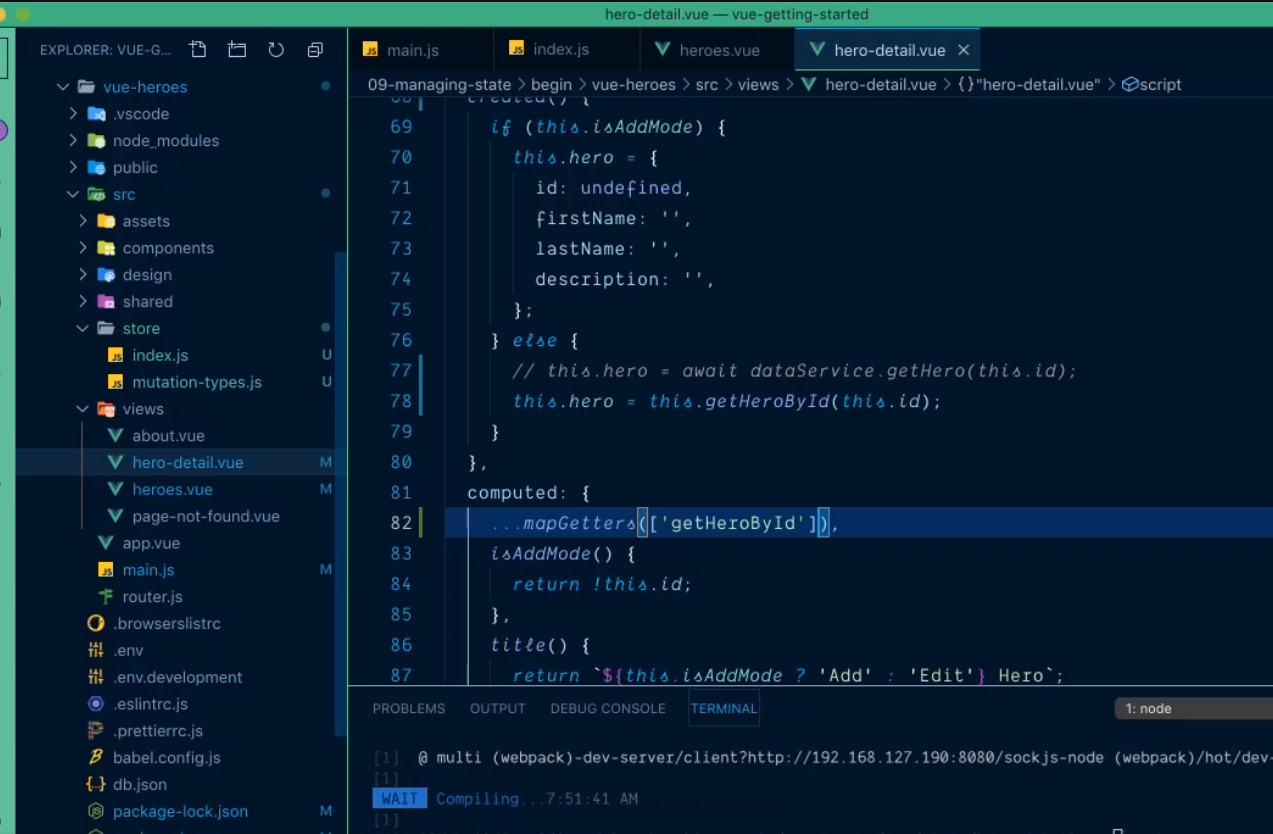 hero-detail.vue — vue-getting-started
EXPLORER: VUE-G...
vue-heroes
.vscode
node_modules
public
src
assets
components
design
shared
store
index.js U
mutation-types.js U
views
about.vue
hero-detail.vue M
heroes.vue M
page-not-found.vue
app.vue
main.js M
router.js
.browserslistrc
.env
.env.development
.eslintrc.js
.prettierrc.js
babel.config.js
db.json
package-lock.json M
main.js index.js heroes.vue hero-detail.vue ×
09-managing-state > begin > vue-heroes > src > views > hero-detail.vue > {} "hero-detail.vue" > script
68 created() {
69 if (this.isAddMode) {
70 this.hero = {
71 id: undefined,
72 firstName: '',
73 lastName: '',
74 description: '',
75 };
76 } else {
77 // this.hero = await dataService.getHero(this.id);
78 this.hero = this.getHeroById(this.id);
79 }
80 },
81 computed: {
82 ...mapGetters(['getHeroById']),
83 isAddMode() {
84 return !this.id;
85 },
86 title() {
87 return `${this.isAddMode ? 'Add' : 'Edit'} Hero`;
PROBLEMS OUTPUT DEBUG CONSOLE TERMINAL 1: node
[1] @ multi (webpack)-dev-server/client?http://192.168.127.190:8080/sockjs-node (webpack)/hot/dev-
[1]
WAIT Compiling...7:51:41 AM
[1]